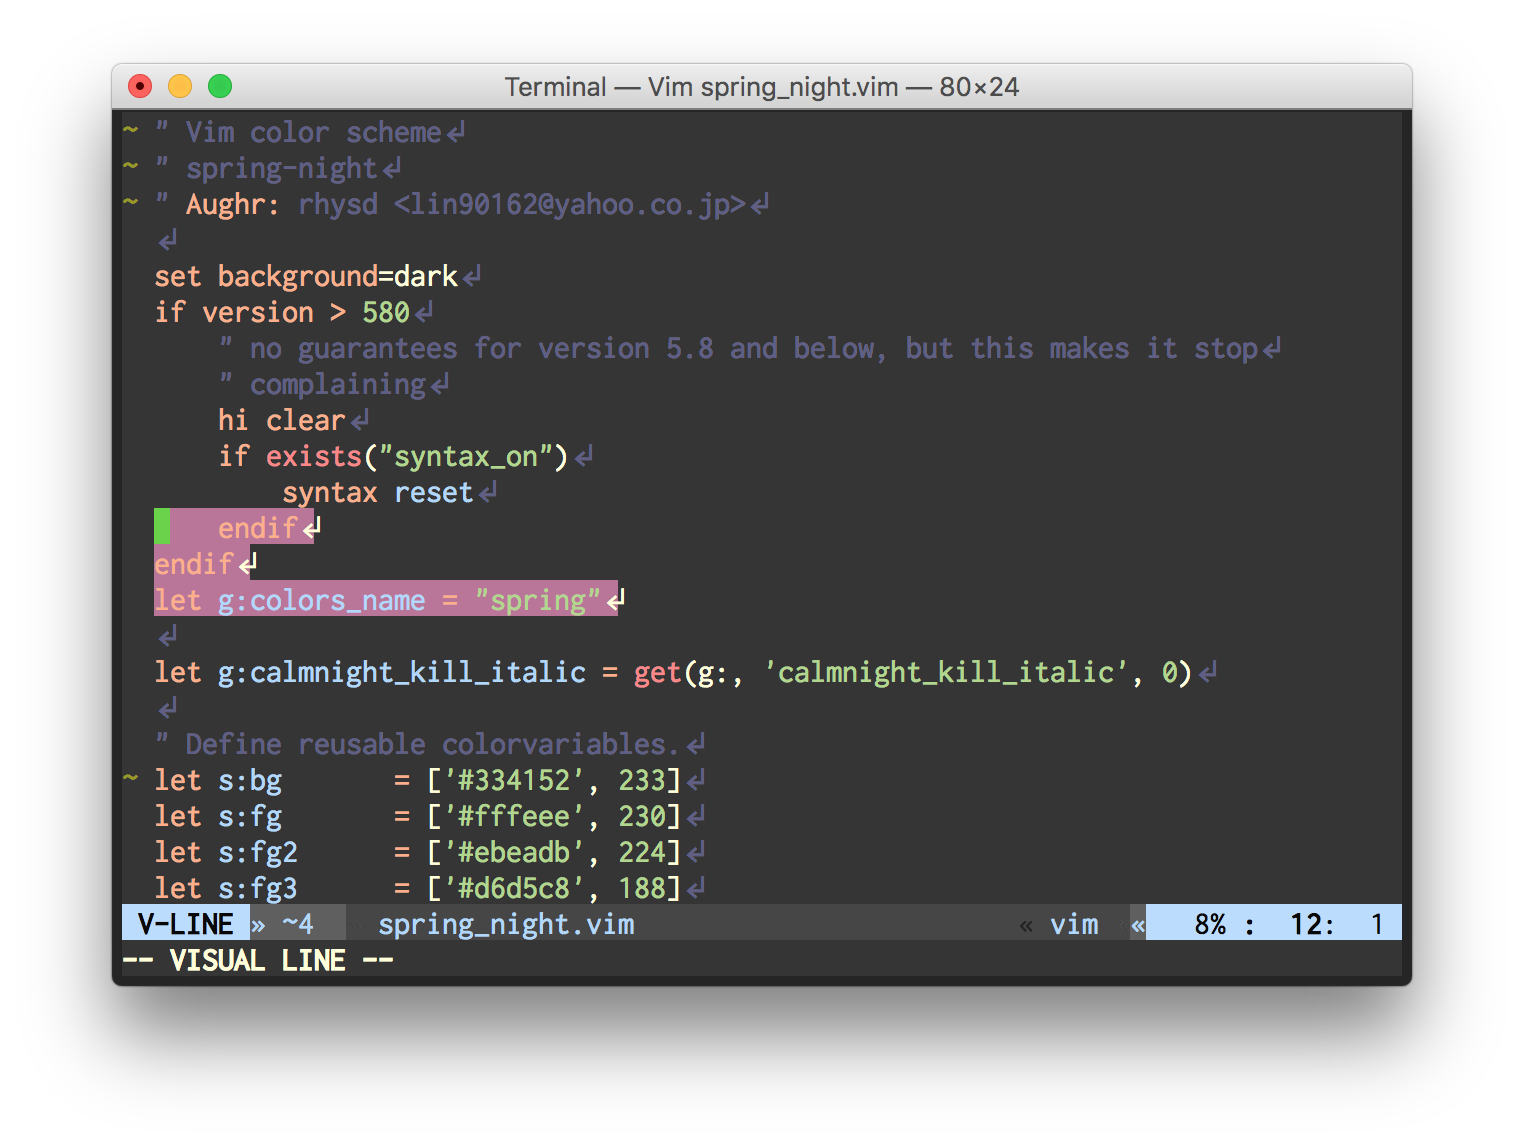 Terminal — Vim spring_night.vim — 80×24
~ " Vim color scheme↲
~ " spring-night↲
~ " Aughr: rhysd <lin90162@yahoo.co.jp>↲
↲
set background=dark↲
if version > 580↲
" no guarantees for version 5.8 and below, but this makes it stop↲
" complaining↲
hi clear↲
if exists("syntax_on")↲
syntax reset↲
endif↲
endif↲
let g:colors_name = "spring"↲
↲
let g:calmnight_kill_italic = get(g:, 'calmnight_kill_italic', 0)↲
↲
" Define reusable colorvariables.↲
~ let s:bg = ['#334152', 233]↲
let s:fg = ['#fffeee', 230]↲
let s:fg2 = ['#ebeadb', 224]↲
let s:fg3 = ['#d6d5c8', 188]↲
V-LINE » ~4 spring_night.vim « vim « 8% : 12: 1
-- VISUAL LINE --